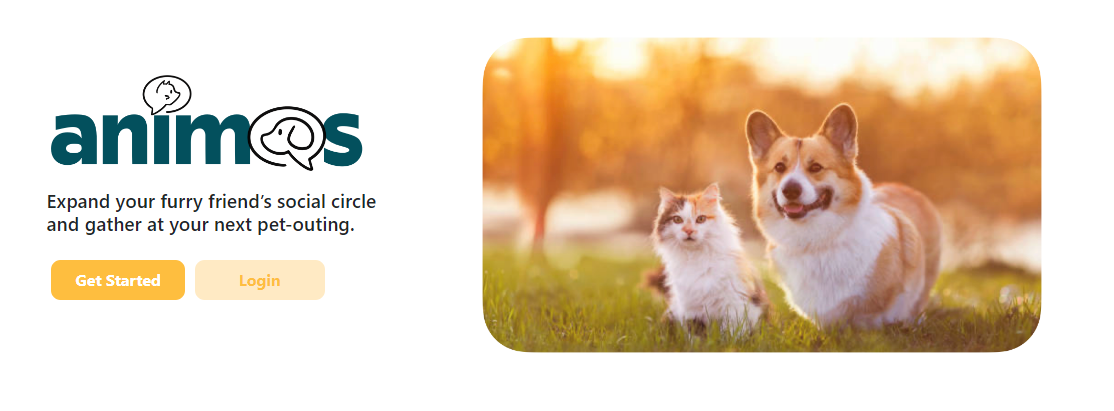 animos
Expand your furry friend’s social circle
and gather at your next pet-outing.
Get Started
Login